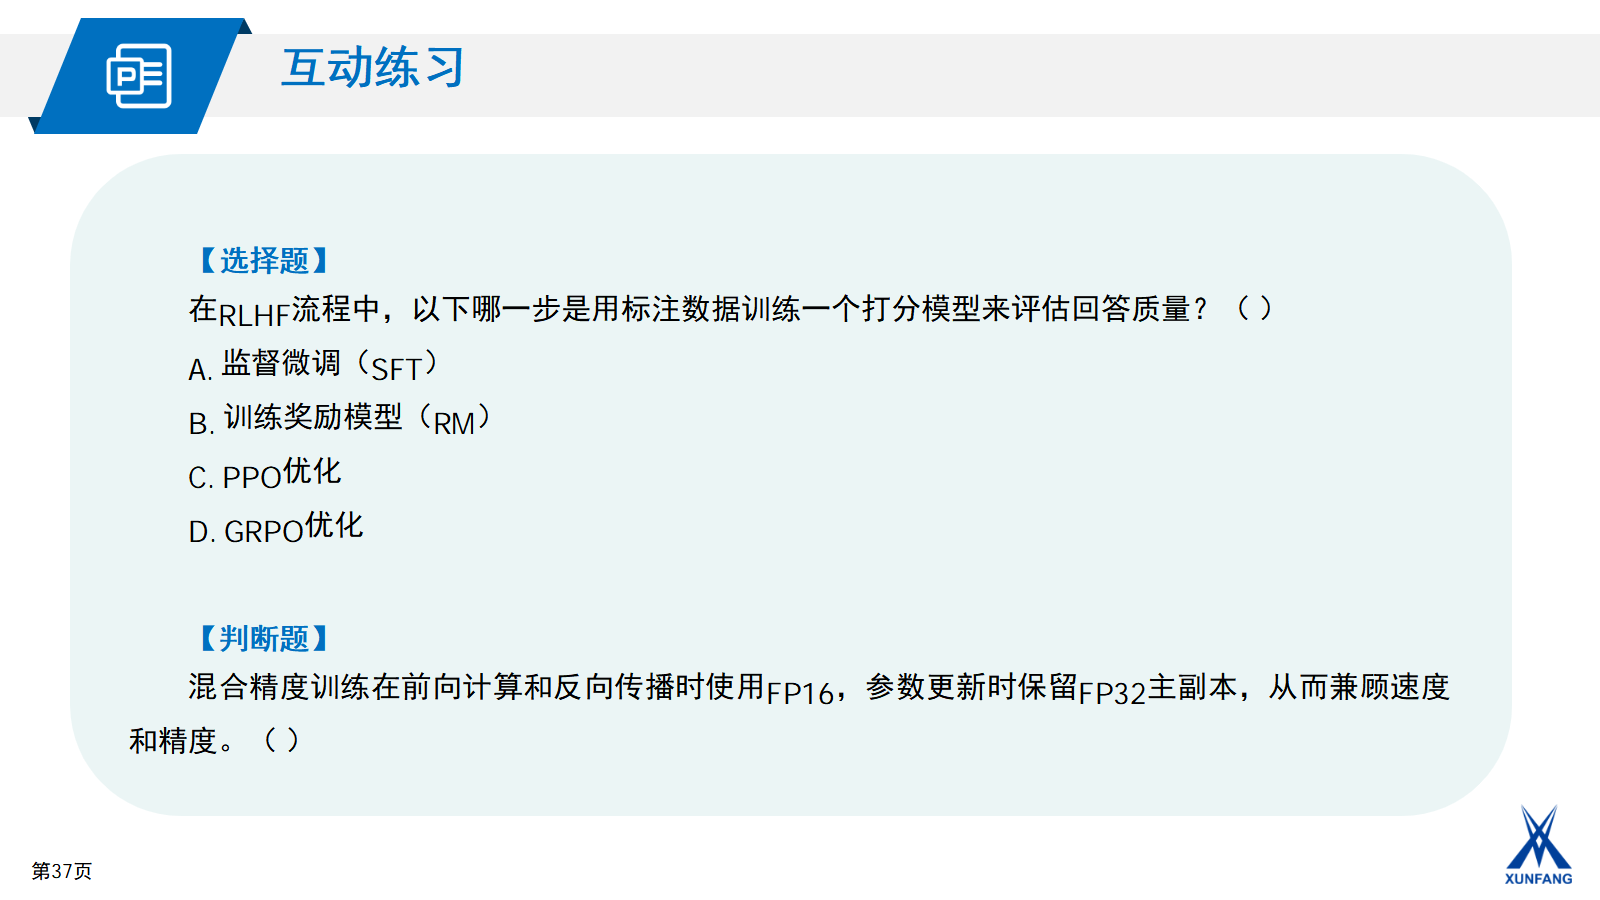 互动练习
【选择题】
在RLHF流程中，以下哪一步是用标注数据训练一个打分模型来评估回答质量？（ ）
A. 监督微调（SFT）
B. 训练奖励模型（RM）
C. PPO优化
D. GRPO优化
【判断题】
混合精度训练在前向计算和反向传播时使用FP16，参数更新时保留FP32主副本，从而兼顾速度
和精度。（ ）
第37页
XUNFANG